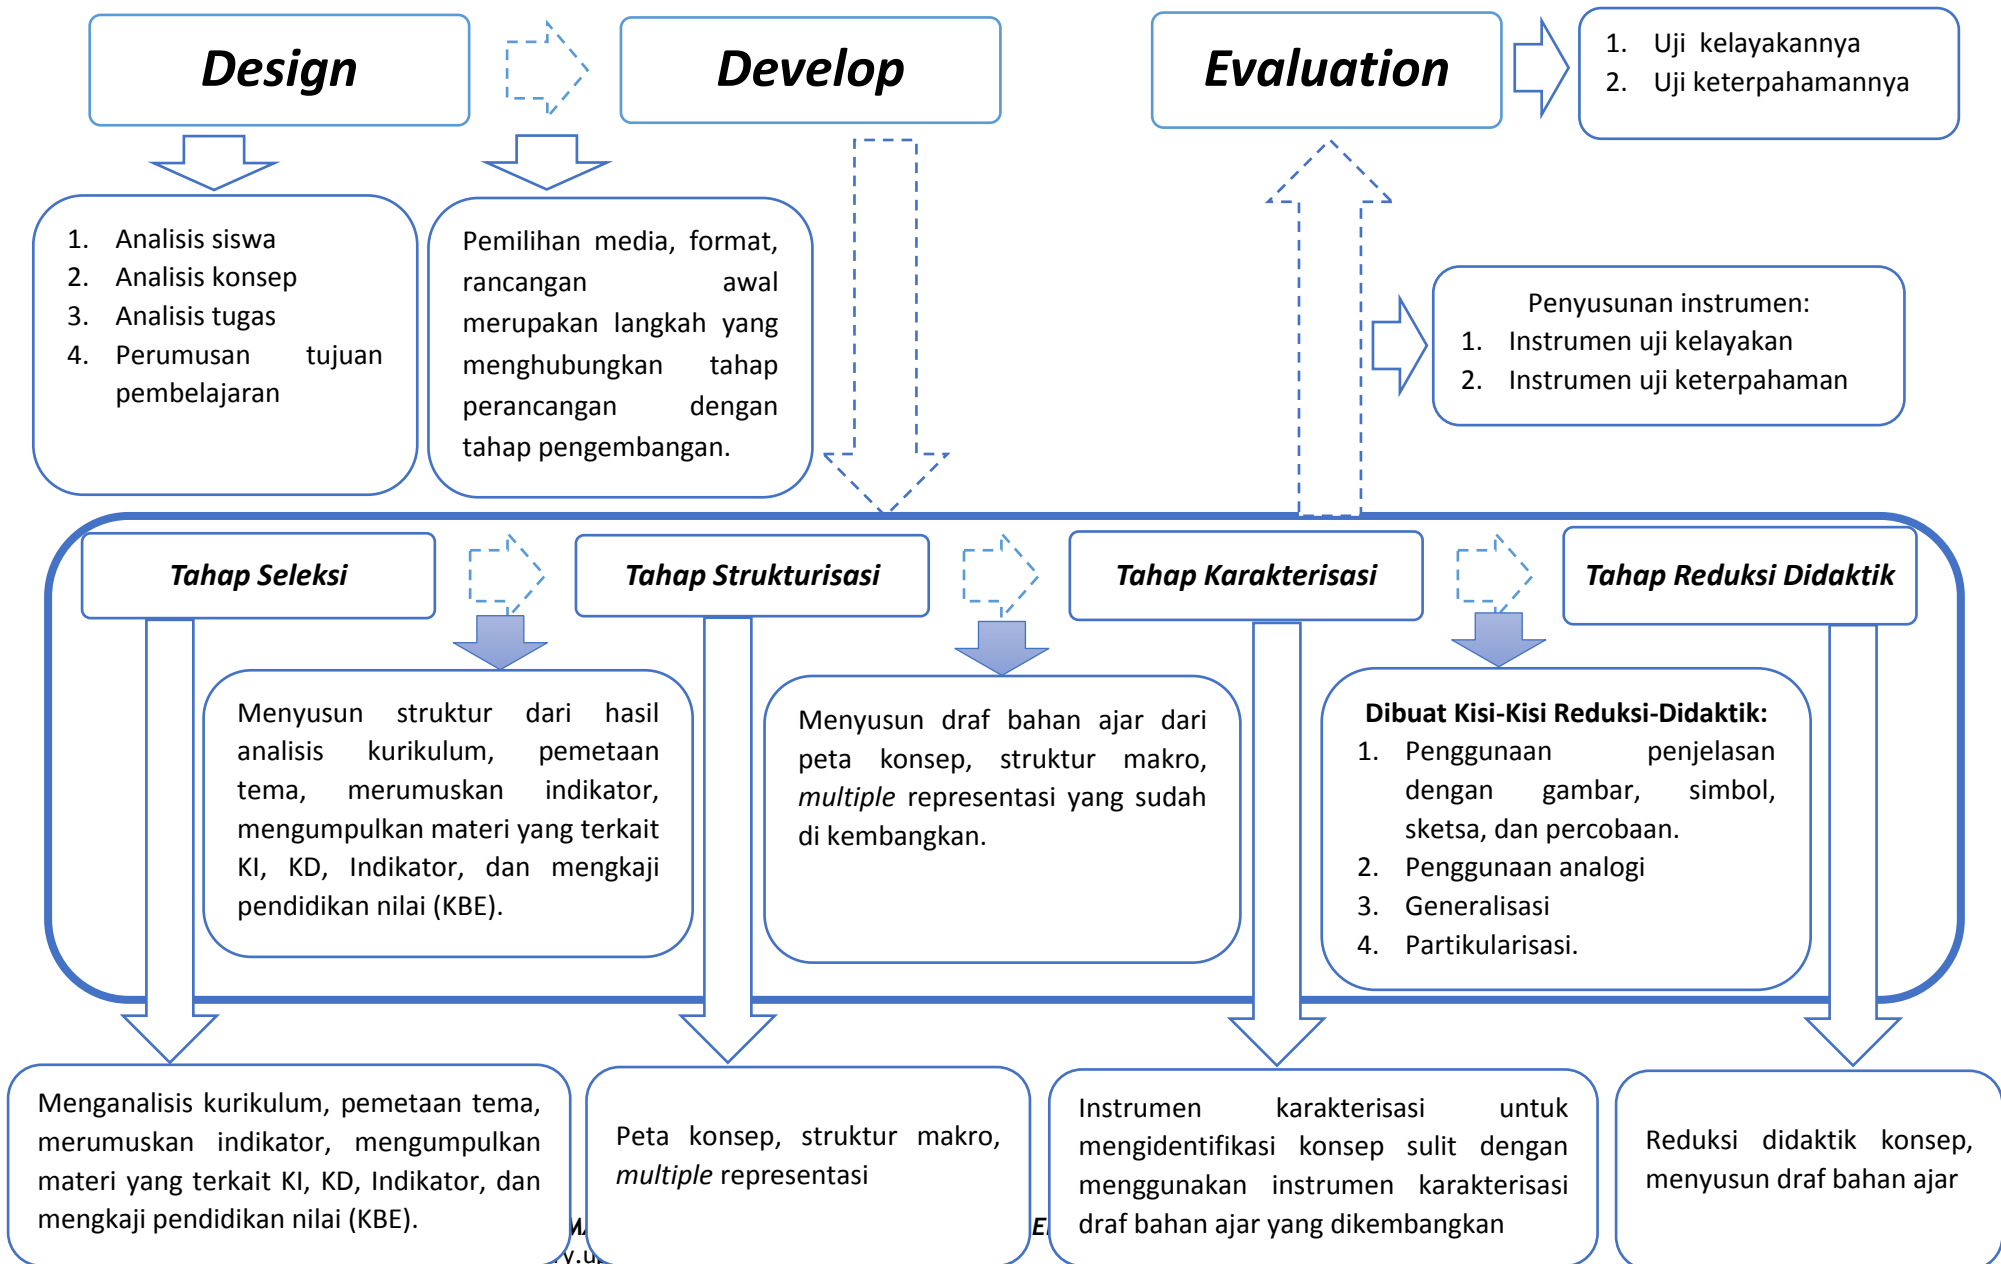 Design
Develop
Evaluation
1. Uji kelayakannya
2. Uji keterpahamannya
1. Analisis siswa
2. Analisis konsep
3. Analisis tugas
4. Perumusan tujuan
pembelajaran
Pemilihan media, format,
rancangan awal
merupakan langkah yang
menghubungkan tahap
perancangan dengan
tahap pengembangan.
Penyusunan instrumen:
1. Instrumen uji kelayakan
2. Instrumen uji keterpahaman
Tahap Seleksi
Tahap Strukturisasi
Tahap Karakterisasi
Tahap Reduksi Didaktik
Menyusun struktur dari hasil
analisis kurikulum, pemetaan
tema, merumuskan indikator,
mengumpulkan materi yang terkait
KI, KD, Indikator, dan mengkaji
pendidikan nilai (KBE).
Menyusun draf bahan ajar dari
peta konsep, struktur makro,
multiple representasi yang sudah
di kembangkan.
Dibuat Kisi-Kisi Reduksi-Didaktik:
1. Penggunaan penjelasan
dengan gambar, simbol,
sketsa, dan percobaan.
2. Penggunaan analogi
3. Generalisasi
4. Partikularisasi.
Menganalisis kurikulum, pemetaan tema,
merumuskan indikator, mengumpulkan
materi yang terkait KI, KD, Indikator, dan
mengkaji pendidikan nilai (KBE).
Peta konsep, struktur makro,
multiple representasi
Instrumen karakterisasi untuk
mengidentifikasi konsep sulit dengan
menggunakan instrumen karakterisasi
draf bahan ajar yang dikembangkan
Reduksi didaktik konsep,
menyusun draf bahan ajar